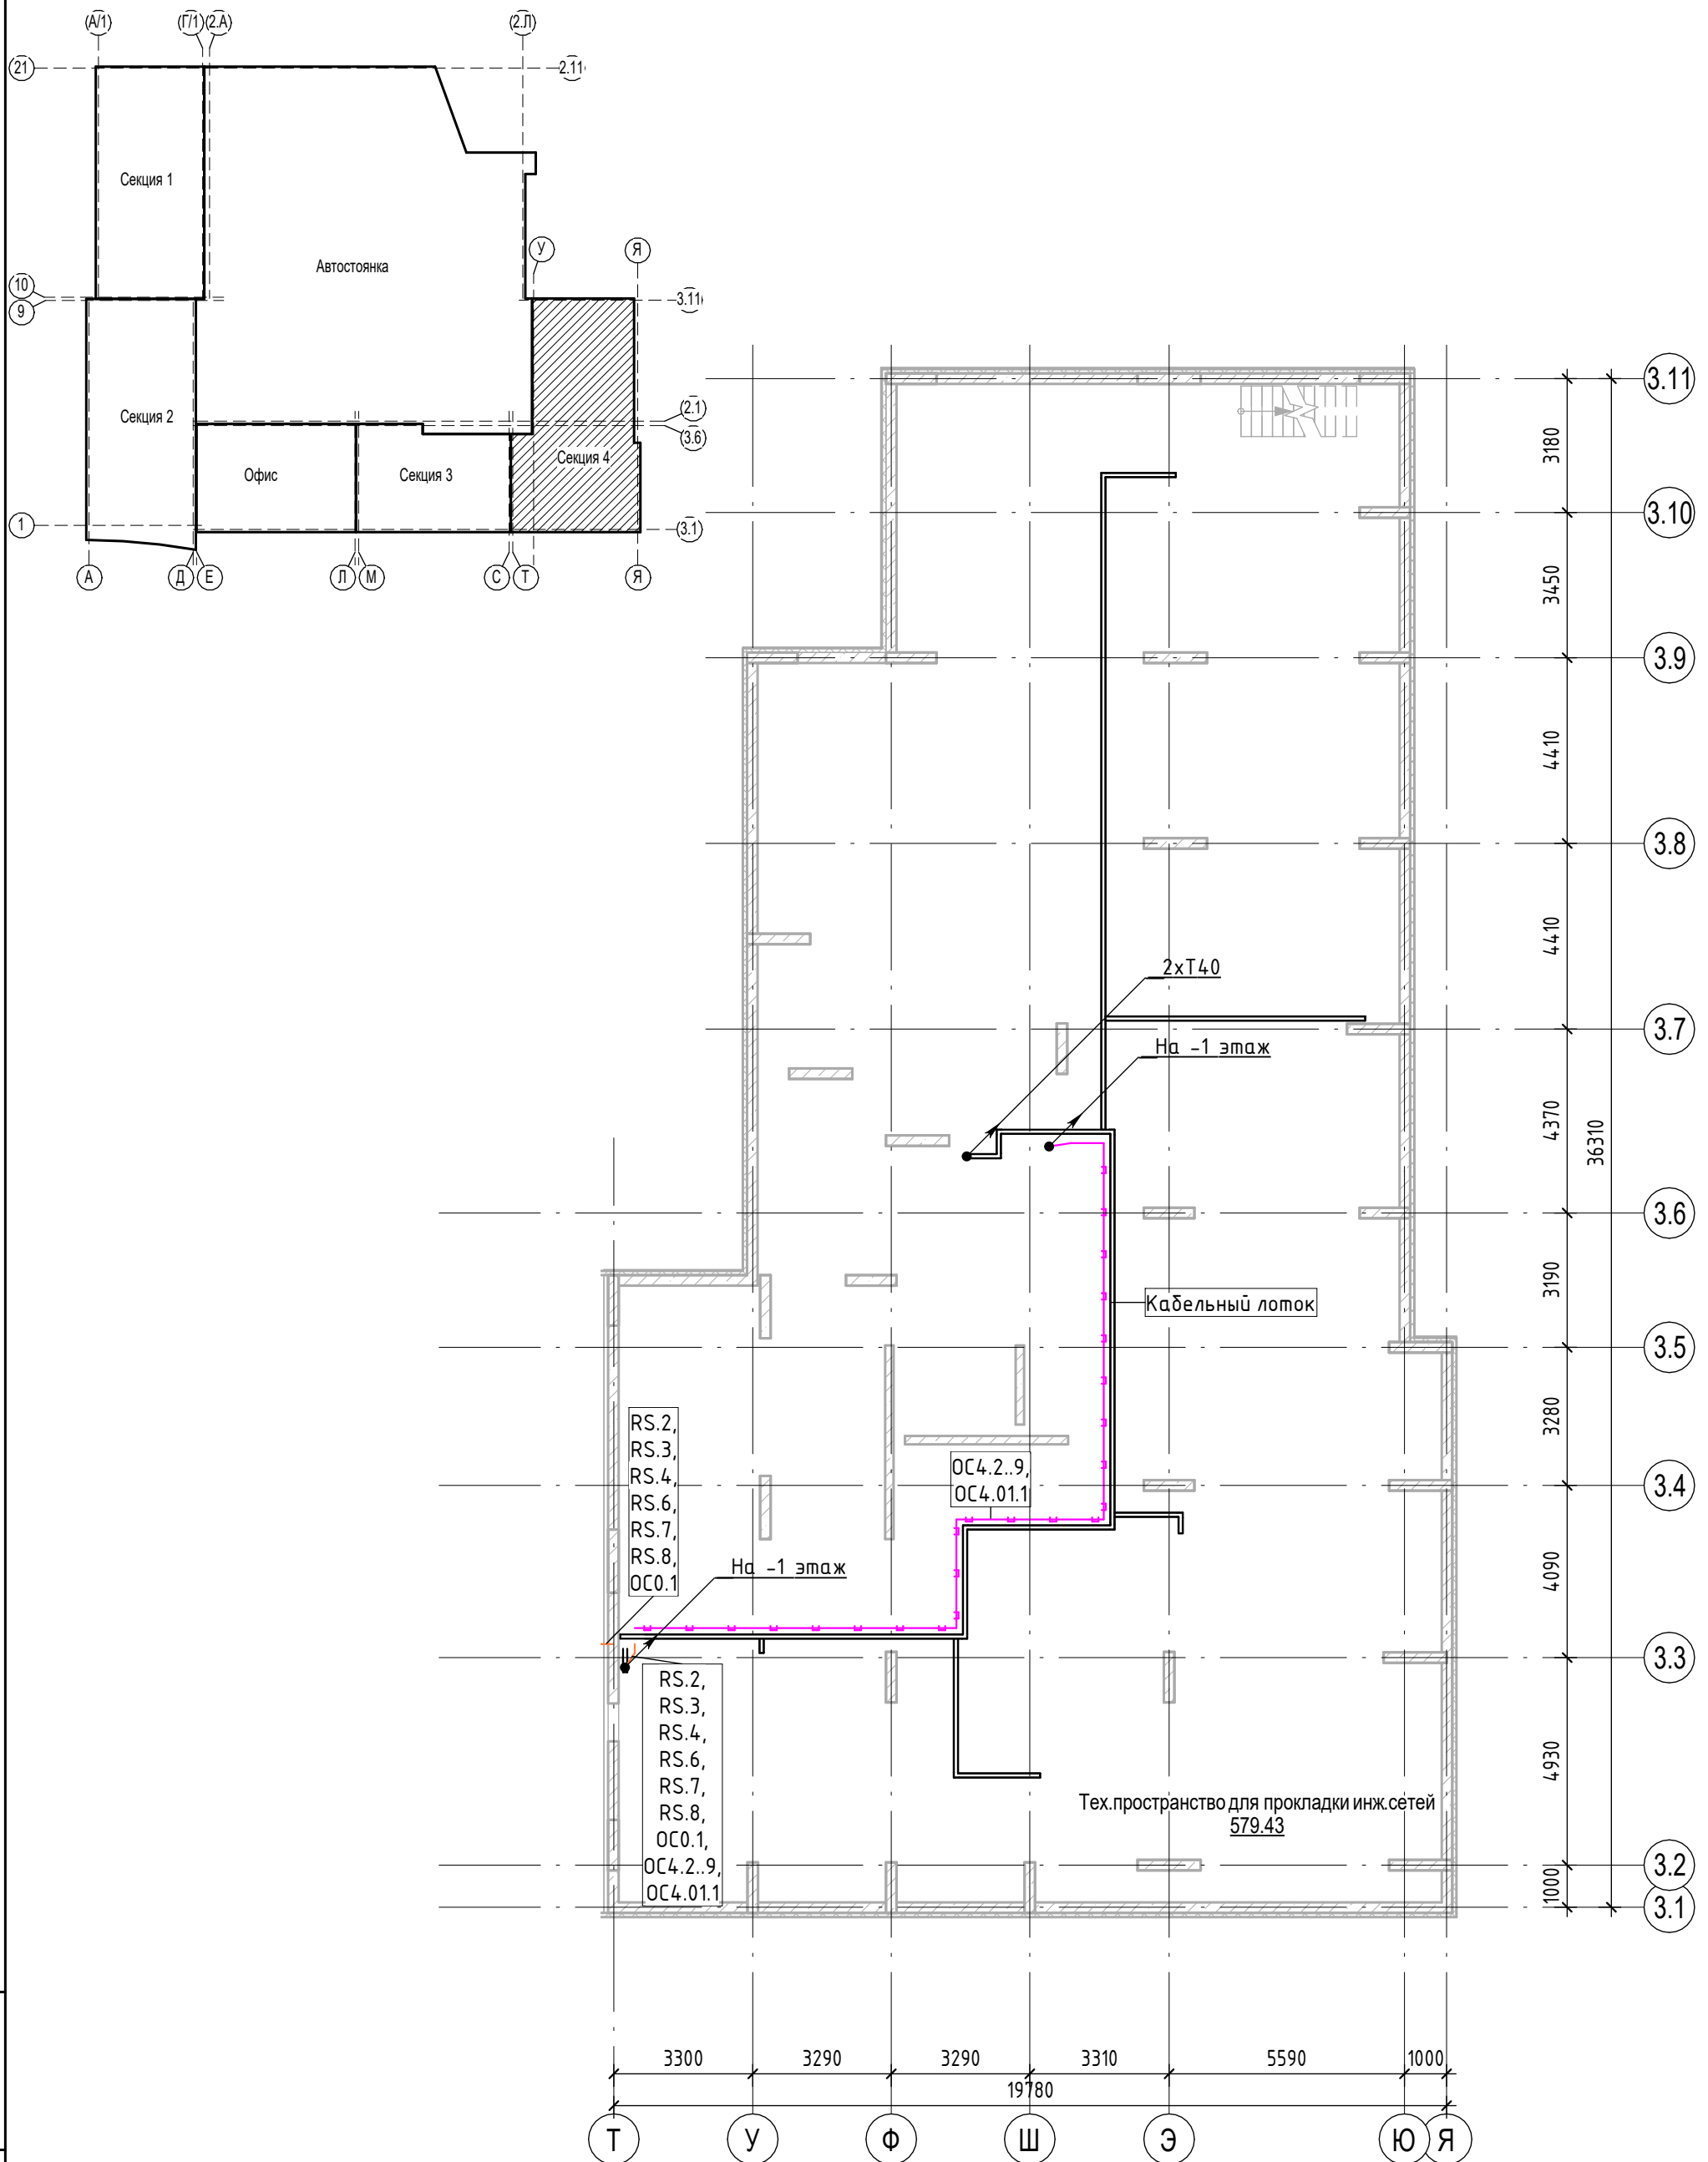 (А/1)
(Г/1)
(2.А)
(2.Л)
21
2.11
Секция 1
Автостоянка
У
Я
10
9
3.11
Секция 2
(2.1
(3.6)
Офис
Секция 3
Секция 4
1
(3.1)
А
Д
Е
Л
М
С
Т
Я
3.11
3180
3.10
3450
3.9
4410
3.8
4410
2хТ40
3.7
На -1 этаж
4370
36310
3.6
Кабельный лоток
3190
3.5
3280
RS.2,
RS.3,
RS.4,
RS.6,
RS.7,
RS.8,
ОС0.1
ОС4.2..9,
ОС4.01.1
3.4
4090
На -1 этаж
3.3
RS.2,
RS.3,
RS.4,
RS.6,
RS.7,
RS.8,
ОС0.1,
ОС4.2..9,
ОС4.01.1
4930
Тех.пространство для прокладки инж.сетей
579.43
3.2
1000
3.1
3300
3290
3290
3310
5590
1000
19780
Т
У
Ф
Ш
Э
Ю
Я